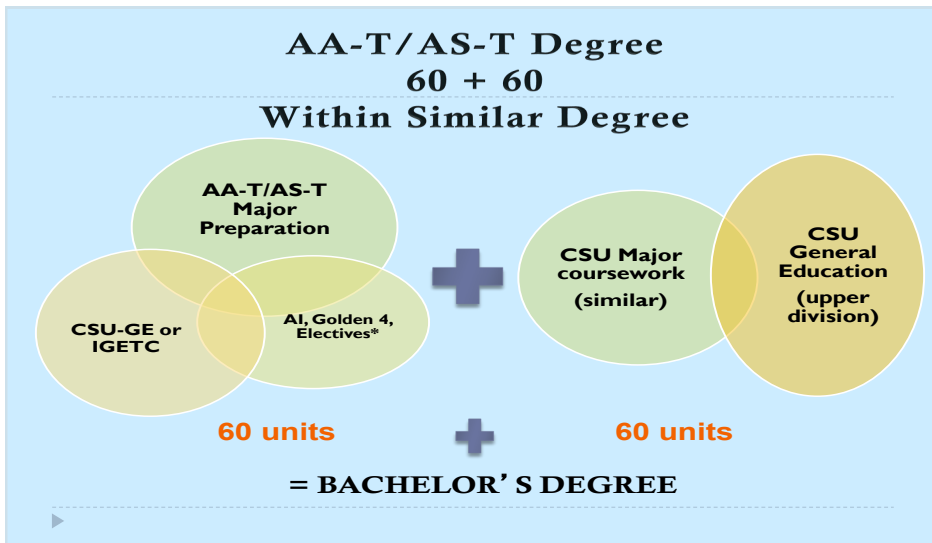 AA-T/AS-T Degree
60 + 60
Within Similar Degree
AA-T/AS-T
Major
Preparation
CSU-GE or
IGETC
AI, Golden 4,
Electives*
CSU Major
coursework
(similar)
CSU
General
Education
(upper
division)
60 units
60 units
= BACHELOR’S DEGREE